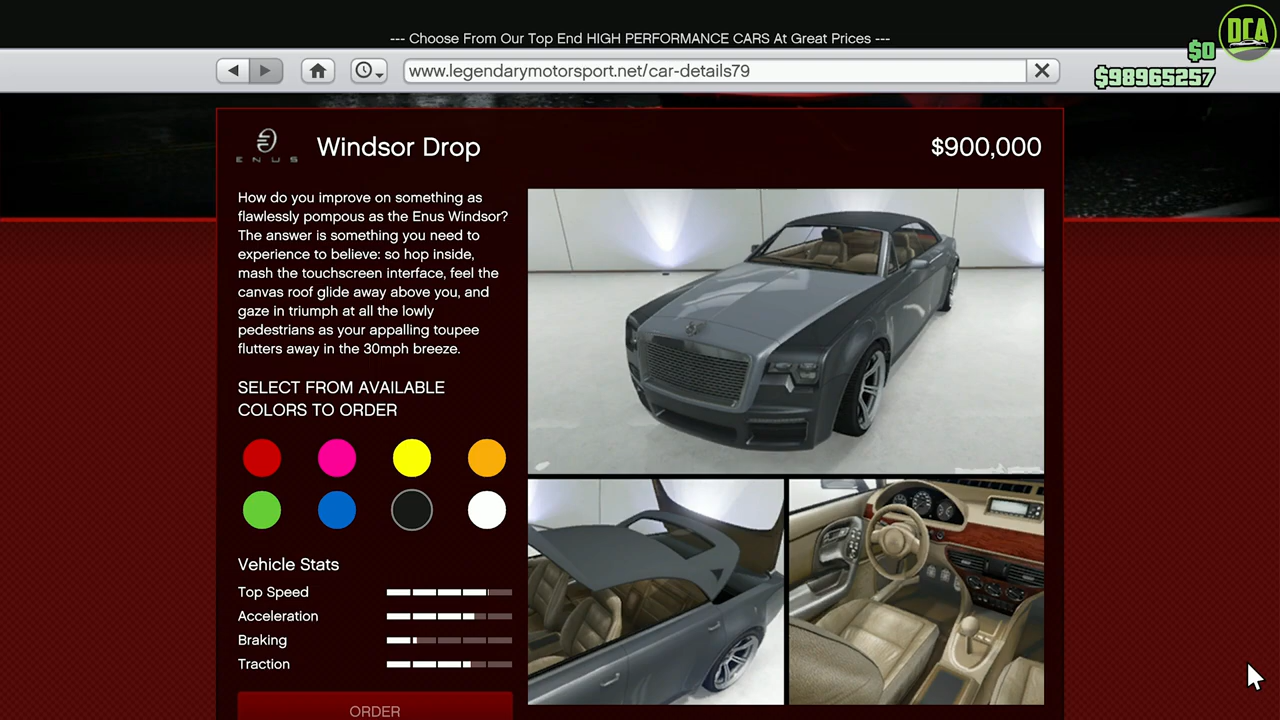 --- Choose From Our Top End HIGH PERFORMANCE CARS At Great Prices ---
DCA
$0
www.legendarymotorsport.net/car-details79
$98965257
ENUS
Windsor Drop
$900,000
How do you improve on something as
flawlessly pompous as the Enus Windsor?
The answer is something you need to
experience to believe: so hop inside,
mash the touchscreen interface, feel the
canvas roof glide away above you, and
gaze in triumph at all the lowly
pedestrians as your appalling toupee
flutters away in the 30mph breeze.
SELECT FROM AVAILABLE
COLORS TO ORDER
Vehicle Stats
Top Speed
Acceleration
Braking
Traction
ORDER